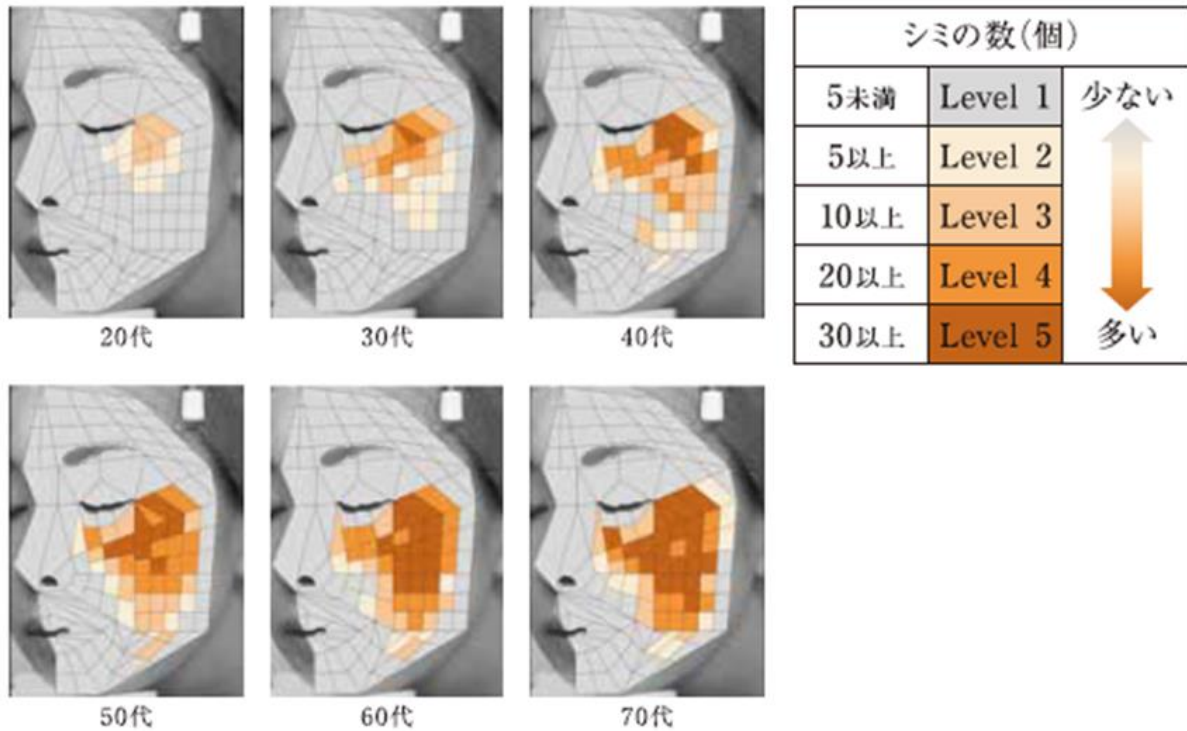 シミの数(個)
5未満 Level 1 少ない
5以上 Level 2
10以上 Level 3
20以上 Level 4
30以上 Level 5 多い
20代 30代 40代
50代 60代 70代